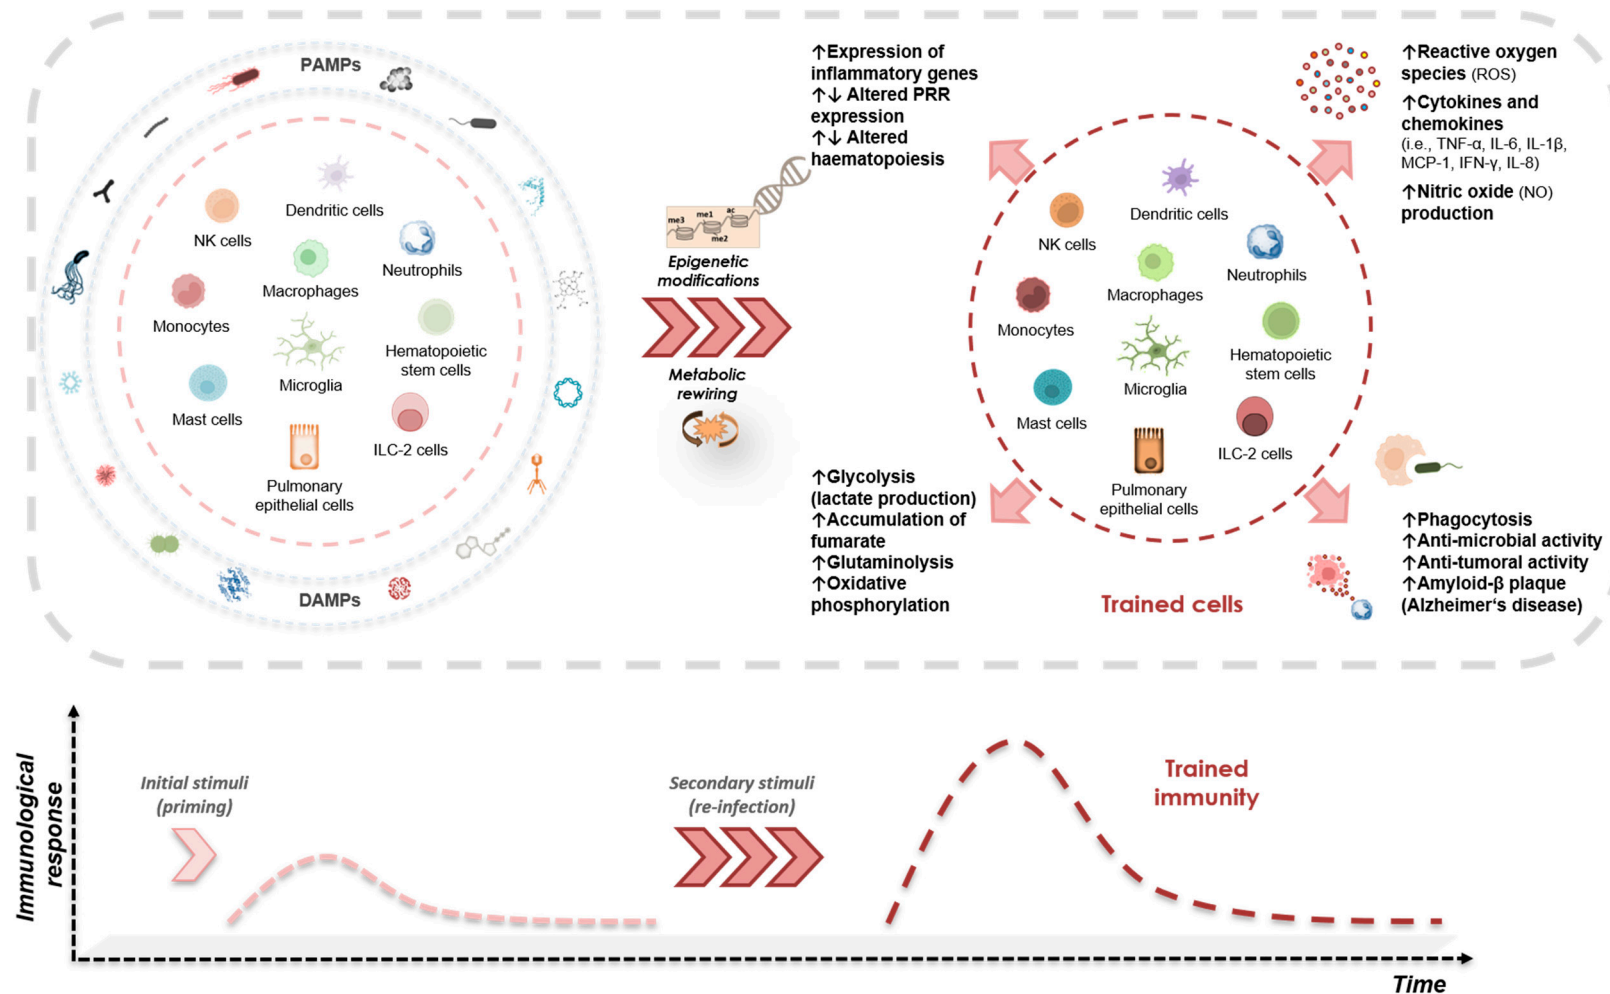 PAMPs
Dendritic cells
NK cells
Neutrophils
Macrophages
Monocytes
Hematopoietic
stem cells
Microglia
Mast cells
ILC-2 cells
Pulmonary
epithelial cells
DAMPs
me3
me1
ac
me2
Epigenetic
modifications
Metabolic
rewiring
↑Expression of
inflammatory genes
↑↓ Altered PRR
expression
↑↓ Altered
haematopoiesis
↑Glycolysis
(lactate production)
↑Accumulation of
fumarate
↑Glutaminolysis
↑Oxidative
phosphorylation
Dendritic cells
NK cells
Neutrophils
Macrophages
Monocytes
Hematopoietic
stem cells
Microglia
Mast cells
ILC-2 cells
Pulmonary
epithelial cells
Trained cells
↑Reactive oxygen
species (ROS)
↑Cytokines and
chemokines
(i.e., TNF-α, IL-6, IL-1β,
MCP-1, IFN-γ, IL-8)
↑Nitric oxide (NO)
production
↑Phagocytosis
↑Anti-microbial activity
↑Anti-tumoral activity
↑Amyloid-β plaque
(Alzheimer‘s disease)
Immunological
response
Initial stimuli
(priming)
Secondary stimuli
(re-infection)
Trained
immunity
Time